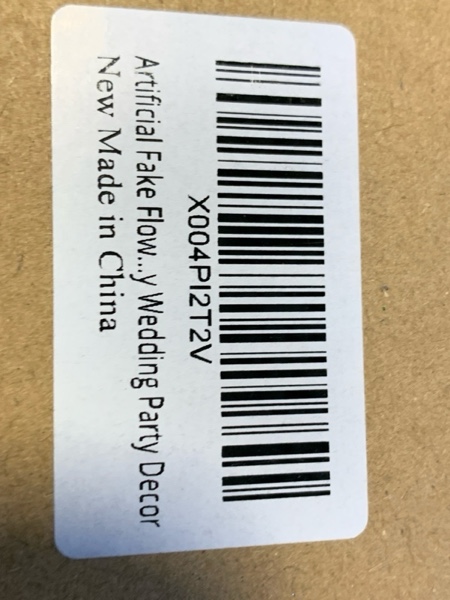 X004PI2T2V
Artificial Fake Flow...y Wedding Party Decor
New Made in China